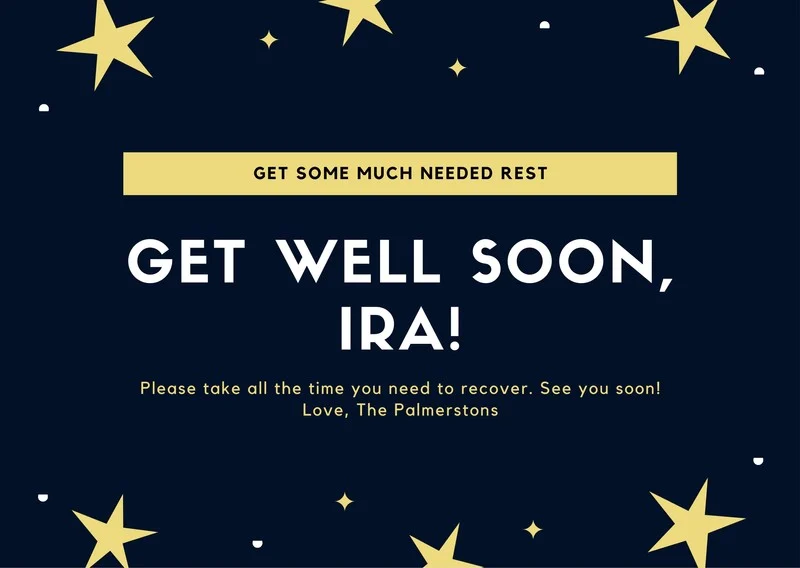 GET SOME MUCH NEEDED REST
GET WELL SOON,
IRA!
Please take all the time you need to recover. See you soon!
Love, The Palmerstons